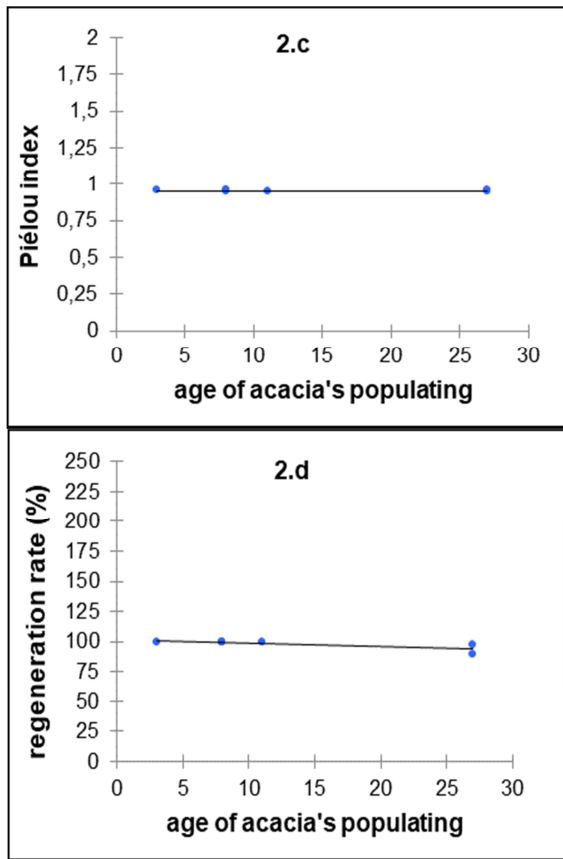 2.c
Piélou index
2
1,75
1,5
1,25
1
0,75
0,5
0,25
0
0 5 10 15 20 25 30
age of acacia's populating
2.d
regeneration rate (%)
250
225
200
175
150
125
100
75
50
25
0
0 5 10 15 20 25 30
age of acacia's populating